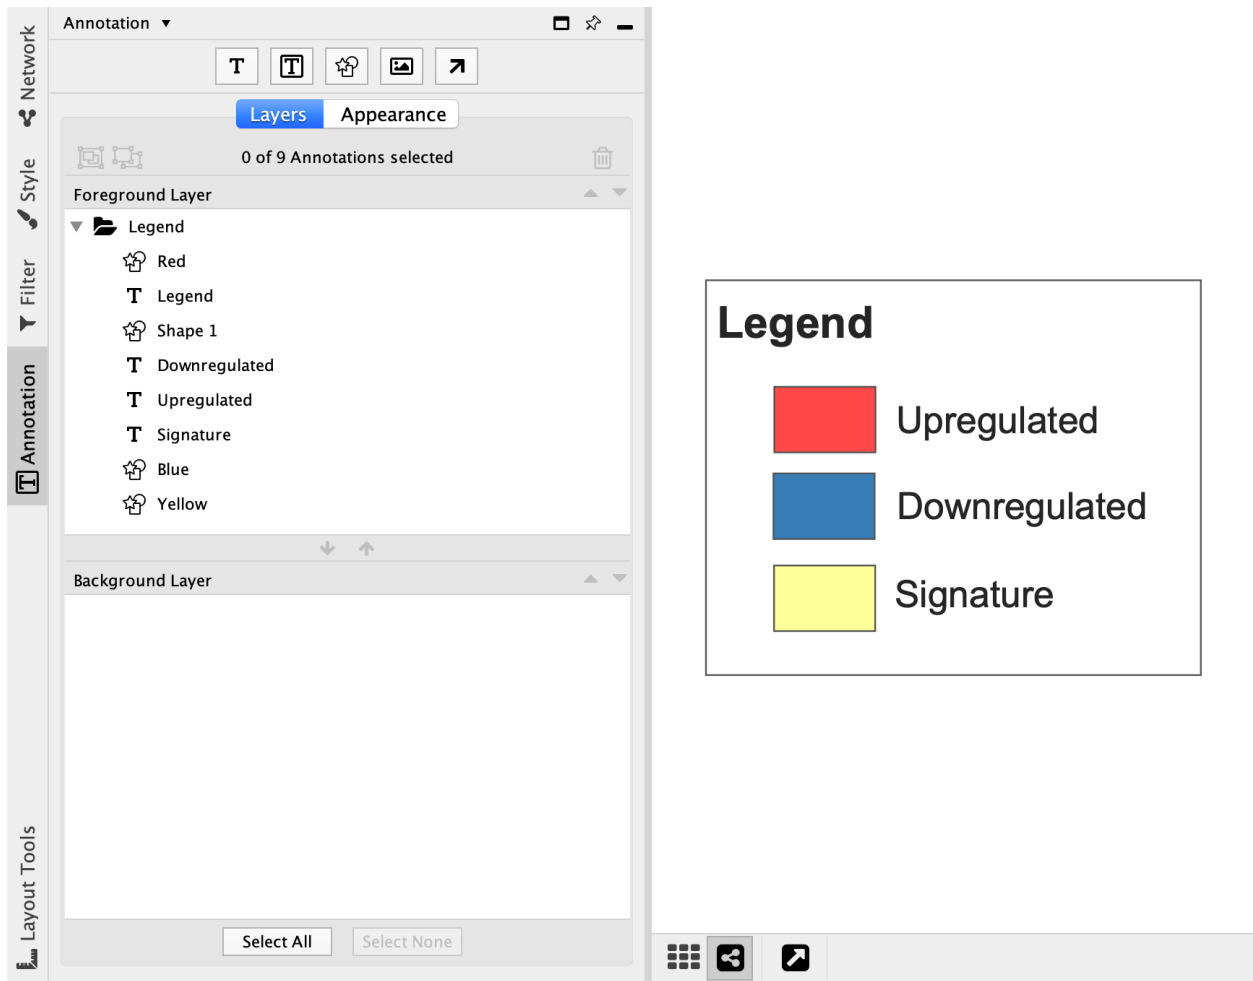 Network
Style
Filter
Annotation
Layout Tools
Annotation
Layers
Appearance
0 of 9 Annotations selected
Foreground Layer
Legend
Red
Legend
Shape 1
Downregulated
Upregulated
Signature
Blue
Yellow
Background Layer
Select All
Select None
Legend
Upregulated
Downregulated
Signature